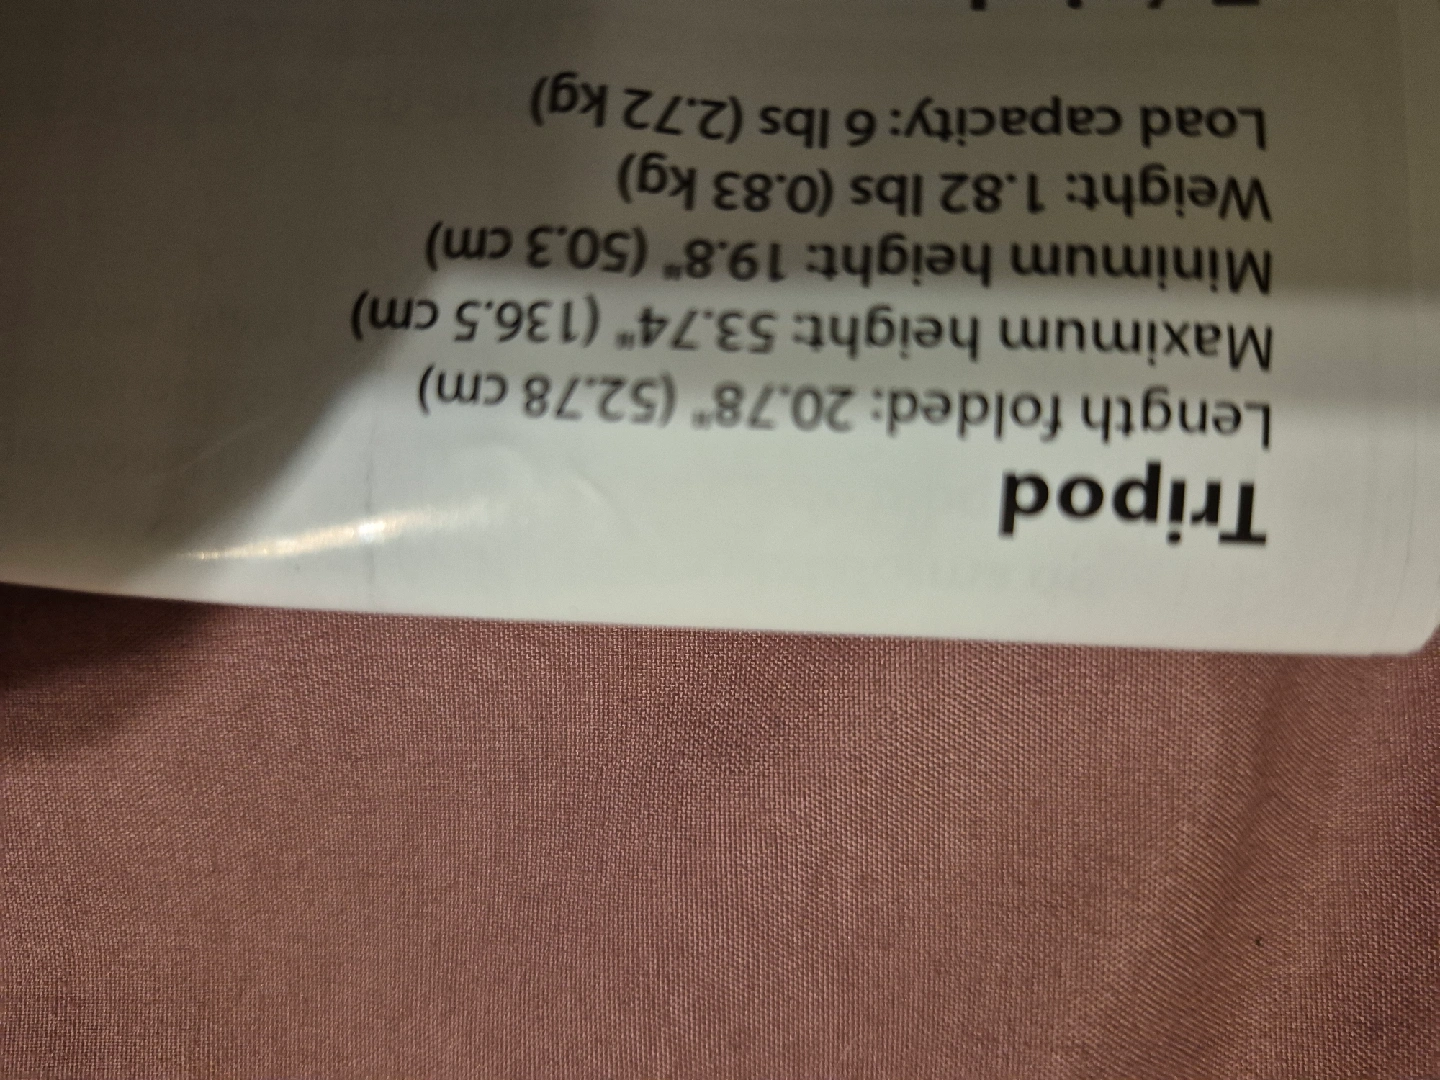 Tripod
Length folded: 20.78" (52.78 cm)
Maximum height: 53.74" (136.5 cm)
Minimum height: 19.8" (50.3 cm)
Weight: 1.82 lbs (0.83 kg)
Load capacity: 6 lbs (2.72 kg)